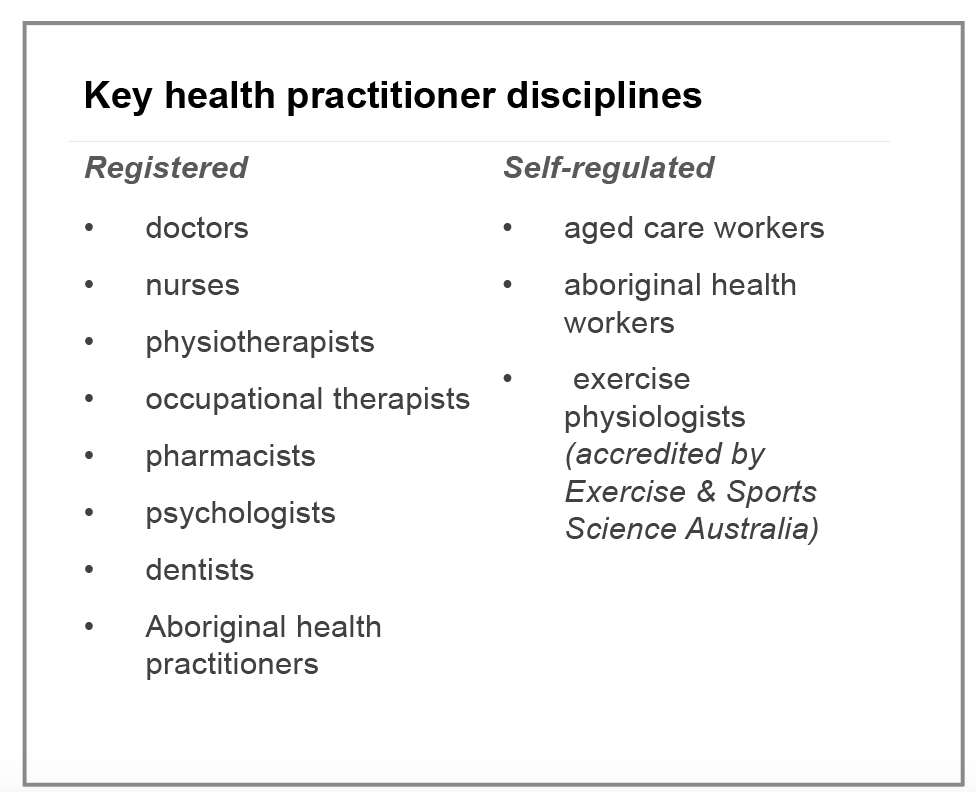 Key health practitioner disciplines
Registered
• doctors
• nurses
• physiotherapists
• occupational therapists
• pharmacists
• psychologists
• dentists
• Aboriginal health
practitioners
Self-regulated
• aged care workers
• aboriginal health
workers
• exercise
physiologists
(accredited by
Exercise & Sports
Science Australia)